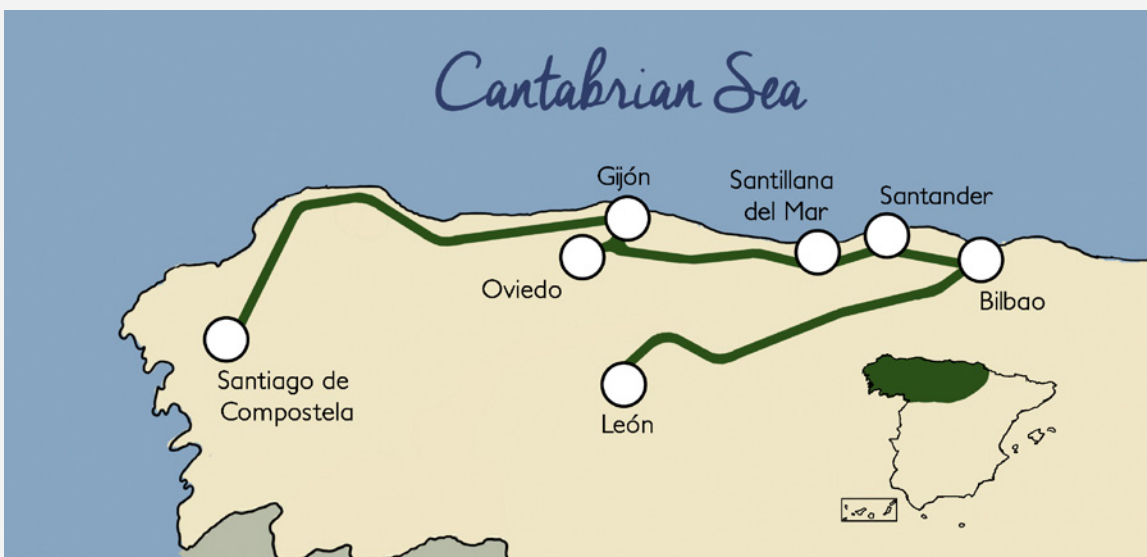 Cantabrian Sea
Gijón
Santillana
del Mar
Santander
Oviedo
Bilbao
Santiago de
Compostela
León